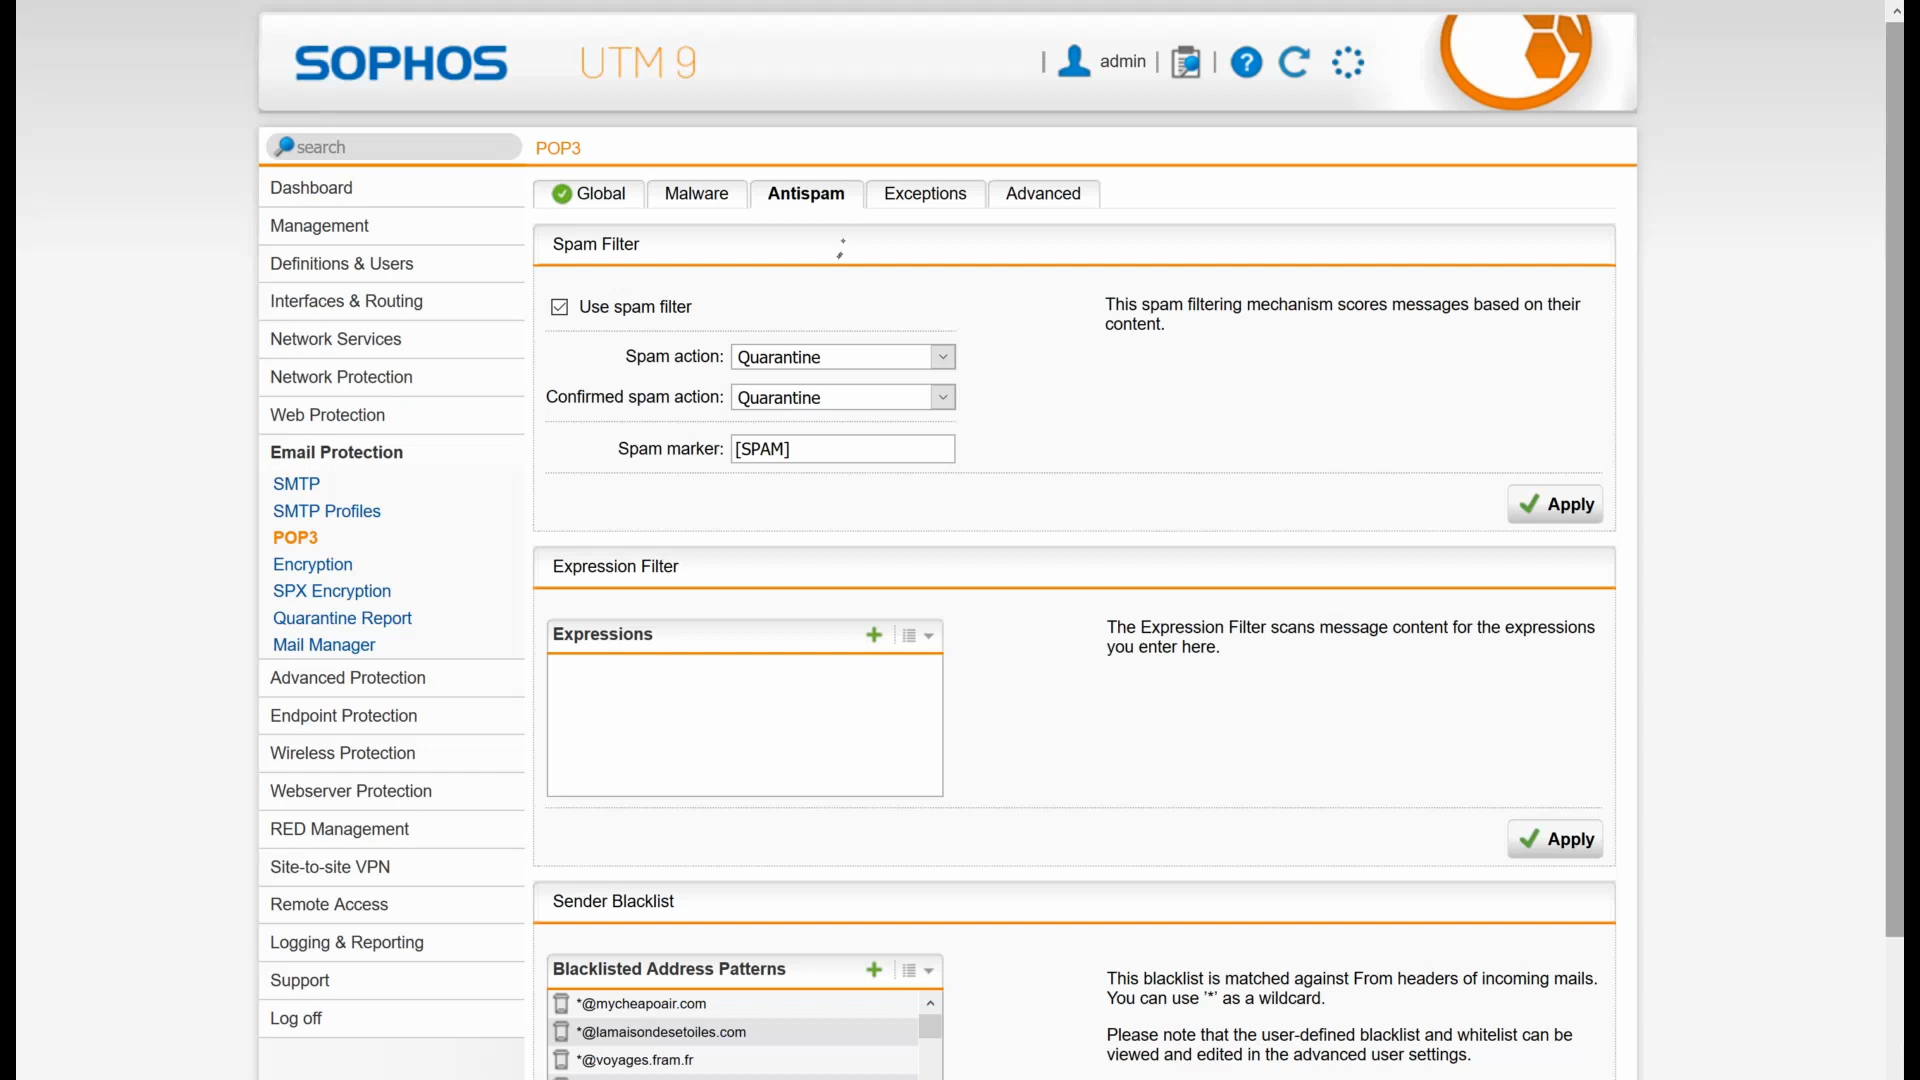 SOPHOS UTM 9
| admin | |
search
POP3
Dashboard
Management
Definitions & Users
Interfaces & Routing
Network Services
Network Protection
Web Protection
Email Protection
SMTP
SMTP Profiles
POP3
Encryption
SPX Encryption
Quarantine Report
Mail Manager
Advanced Protection
Endpoint Protection
Wireless Protection
Webserver Protection
RED Management
Site-to-site VPN
Remote Access
Logging & Reporting
Support
Log off
Global Malware Antispam Exceptions Advanced
Spam Filter
Use spam filter
Spam action: Quarantine
Confirmed spam action: Quarantine
Spam marker: [SPAM]
This spam filtering mechanism scores messages based on their
content.
Apply
Expression Filter
Expressions
The Expression Filter scans message content for the expressions
you enter here.
Apply
Sender Blacklist
Blacklisted Address Patterns
*@mycheapoair.com
*@lamaisondesetoiles.com
*@voyages.fram.fr
This blacklist is matched against From headers of incoming mails.
You can use '*' as a wildcard.
Please note that the user-defined blacklist and whitelist can be
viewed and edited in the advanced user settings.